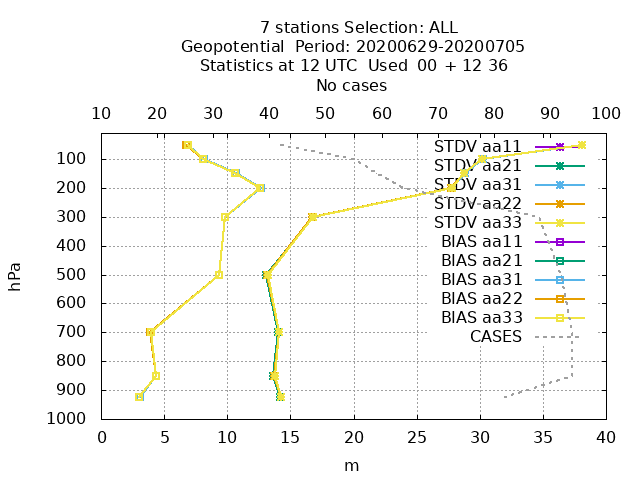 7 stations Selection: ALL
Geopotential  Period: 20200629-20200705
Statistics at 12 UTC  Used  00 + 12 36
No cases
10 20 30 40 50 60 70 80 90 100
STDV aa11
STDV aa21
STDV aa31
STDV aa22
STDV aa33
BIAS aa11
BIAS aa21
BIAS aa31
BIAS aa22
BIAS aa33
CASES
hPa
100
200
300
400
500
600
700
800
900
1000
0 5 10 15 20 25 30 35 40
m